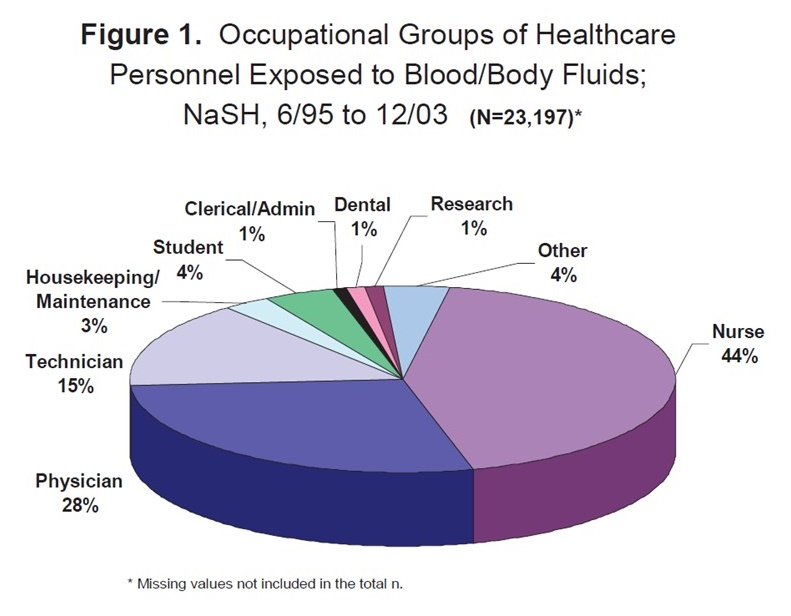 Figure 1. Occupational Groups of Healthcare
Personnel Exposed to Blood/Body Fluids;
NaSH, 6/95 to 12/03 (N=23,197)*
Clerical/Admin
1%
Dental
1%
Research
1%
Student
4%
Other
4%
Housekeeping/
Maintenance
3%
Nurse
44%
Technician
15%
Physician
28%
* Missing values not included in the total n.